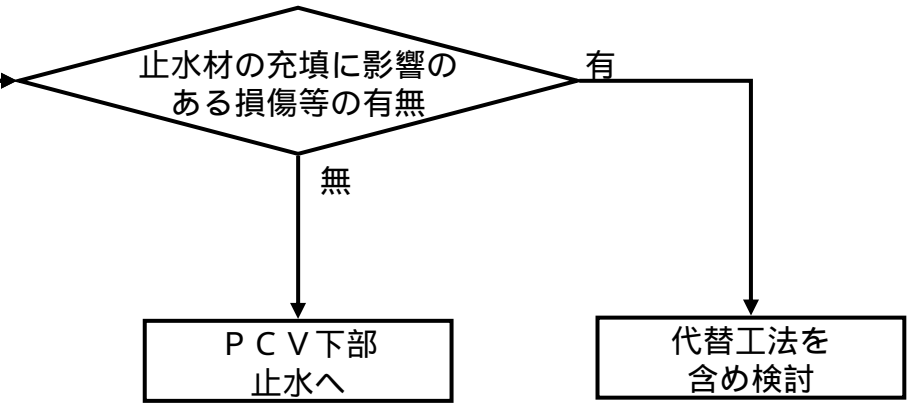 止水材の充填に影響の
ある損傷等の有無
有
無
ＰＣＶ下部
止水へ
代替工法を
含め検討